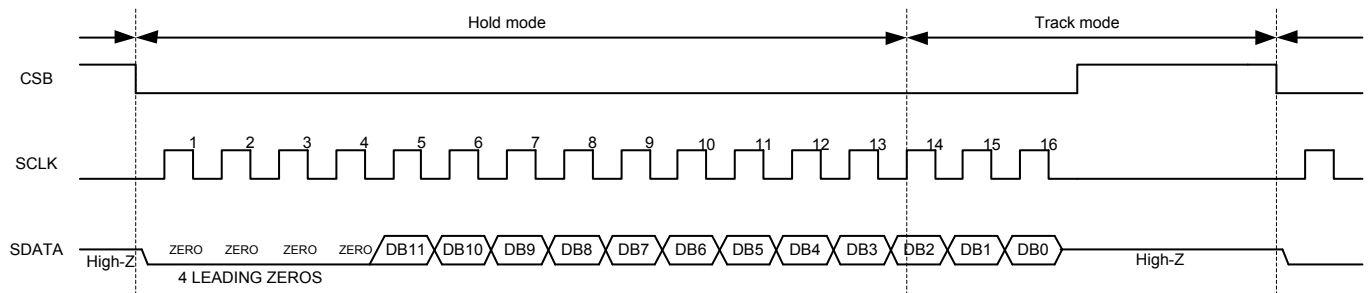 Hold mode
Track mode
CSB
1 2 3 4 5 6 7 8 9 10 11 12 13 14 15 16
SCLK
SDATA
ZERO ZERO ZERO ZERO DB11 DB10 DB9 DB8 DB7 DB6 DB5 DB4 DB3 DB2 DB1 DB0
High-Z
High-Z
4 LEADING ZEROS